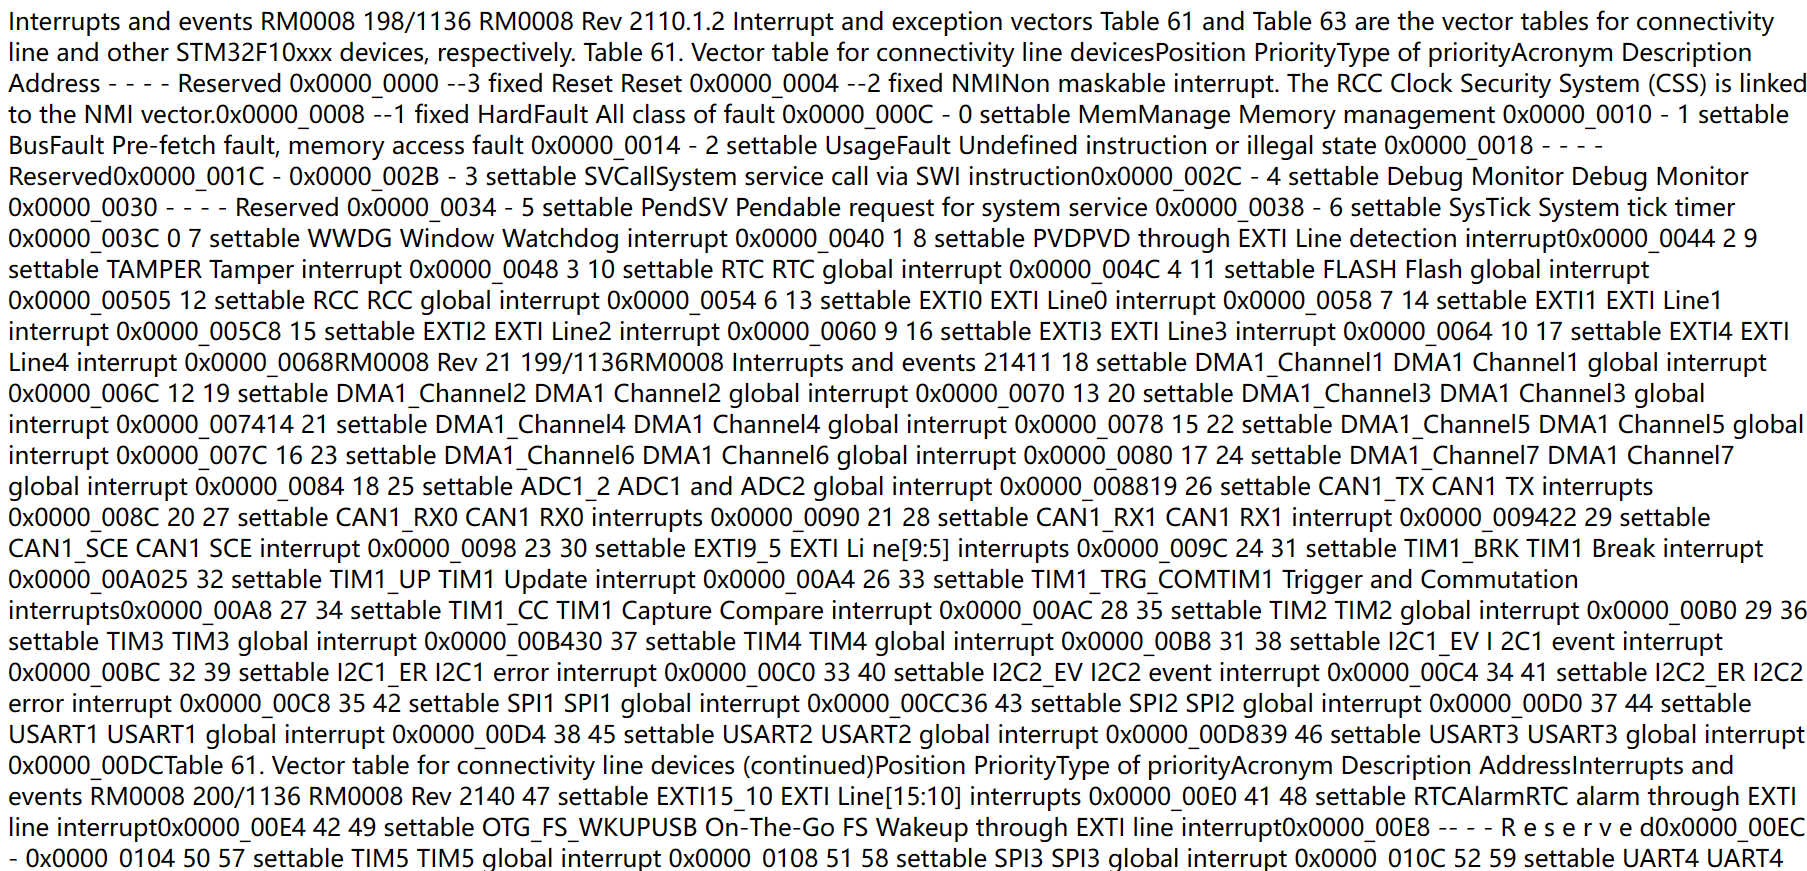 Interrupts and events RM0008 198/1136 RM0008 Rev 2110.1.2 Interrupt and exception vectors Table 61 and Table 63 are the vector tables for connectivity
line and other STM32F10xxx devices, respectively. Table 61. Vector table for connectivity line devicesPosition PriorityType of priorityAcronym Description
Address - - - - Reserved 0x0000_0000 --3 fixed Reset Reset 0x0000_0004 --2 fixed NMINon maskable interrupt. The RCC Clock Security System (CSS) is linked
to the NMI vector.0x0000_0008 --1 fixed HardFault All class of fault 0x0000_000C - 0 settable MemManage Memory management 0x0000_0010 - 1 settable
BusFault Pre-fetch fault, memory access fault 0x0000_0014 - 2 settable UsageFault Undefined instruction or illegal state 0x0000_0018 - - - -
Reserved0x0000_001C - 0x0000_002B - 3 settable SVCallSystem service call via SWI instruction0x0000_002C - 4 settable Debug Monitor Debug Monitor
0x0000_0030 - - - - Reserved 0x0000_0034 - 5 settable PendSV Pendable request for system service 0x0000_0038 - 6 settable SysTick System tick timer
0x0000_003C 0 7 settable WWDG Window Watchdog interrupt 0x0000_0040 1 8 settable PVDPVD through EXTI Line detection interrupt0x0000_0044 2 9
settable TAMPER Tamper interrupt 0x0000_0048 3 10 settable RTC RTC global interrupt 0x0000_004C 4 11 settable FLASH Flash global interrupt
0x0000_00505 12 settable RCC RCC global interrupt 0x0000_0054 6 13 settable EXTI0 EXTI Line0 interrupt 0x0000_0058 7 14 settable EXTI1 EXTI Line1
interrupt 0x0000_005C8 15 settable EXTI2 EXTI Line2 interrupt 0x0000_0060 9 16 settable EXTI3 EXTI Line3 interrupt 0x0000_0064 10 17 settable EXTI4 EXTI
Line4 interrupt 0x0000_0068RM0008 Rev 21 199/1136RM0008 Interrupts and events 21411 18 settable DMA1_Channel1 DMA1 Channel1 global interrupt
0x0000_006C 12 19 settable DMA1_Channel2 DMA1 Channel2 global interrupt 0x0000_0070 13 20 settable DMA1_Channel3 DMA1 Channel3 global
interrupt 0x0000_007414 21 settable DMA1_Channel4 DMA1 Channel4 global interrupt 0x0000_0078 15 22 settable DMA1_Channel5 DMA1 Channel5 global
interrupt 0x0000_007C 16 23 settable DMA1_Channel6 DMA1 Channel6 global interrupt 0x0000_0080 17 24 settable DMA1_Channel7 DMA1 Channel7
global interrupt 0x0000_0084 18 25 settable ADC1_2 ADC1 and ADC2 global interrupt 0x0000_008819 26 settable CAN1_TX CAN1 TX interrupts
0x0000_008C 20 27 settable CAN1_RX0 CAN1 RX0 interrupts 0x0000_0090 21 28 settable CAN1_RX1 CAN1 RX1 interrupt 0x0000_009422 29 settable
CAN1_SCE CAN1 SCE interrupt 0x0000_0098 23 30 settable EXTI9_5 EXTI Li ne[9:5] interrupts 0x0000_009C 24 31 settable TIM1_BRK TIM1 Break interrupt
0x0000_00A025 32 settable TIM1_UP TIM1 Update interrupt 0x0000_00A4 26 33 settable TIM1_TRG_COMTIM1 Trigger and Commutation
interrupts0x0000_00A8 27 34 settable TIM1_CC TIM1 Capture Compare interrupt 0x0000_00AC 28 35 settable TIM2 TIM2 global interrupt 0x0000_00B0 29 36
settable TIM3 TIM3 global interrupt 0x0000_00B430 37 settable TIM4 TIM4 global interrupt 0x0000_00B8 31 38 settable I2C1_EV I 2C1 event interrupt
0x0000_00BC 32 39 settable I2C1_ER I2C1 error interrupt 0x0000_00C0 33 40 settable I2C2_EV I2C2 event interrupt 0x0000_00C4 34 41 settable I2C2_ER I2C2
error interrupt 0x0000_00C8 35 42 settable SPI1 SPI1 global interrupt 0x0000_00CC36 43 settable SPI2 SPI2 global interrupt 0x0000_00D0 37 44 settable
USART1 USART1 global interrupt 0x0000_00D4 38 45 settable USART2 USART2 global interrupt 0x0000_00D839 46 settable USART3 USART3 global interrupt
0x0000_00DCTable 61. Vector table for connectivity line devices (continued)Position PriorityType of priorityAcronym Description AddressInterrupts and
events RM0008 200/1136 RM0008 Rev 2140 47 settable EXTI15_10 EXTI Line[15:10] interrupts 0x0000_00E0 41 48 settable RTCAlarmRTC alarm through EXTI
line interrupt0x0000_00E4 42 49 settable OTG_FS_WKUPUSB On-The-Go FS Wakeup through EXTI line interrupt0x0000_00E8 -- - - R e s e r v e d0x0000_00EC
- 0x0000_0104 50 57 settable TIM5 TIM5 global interrupt 0x0000_0108 51 58 settable SPI3 SPI3 global interrupt 0x0000_010C 52 59 settable UART4 UART4